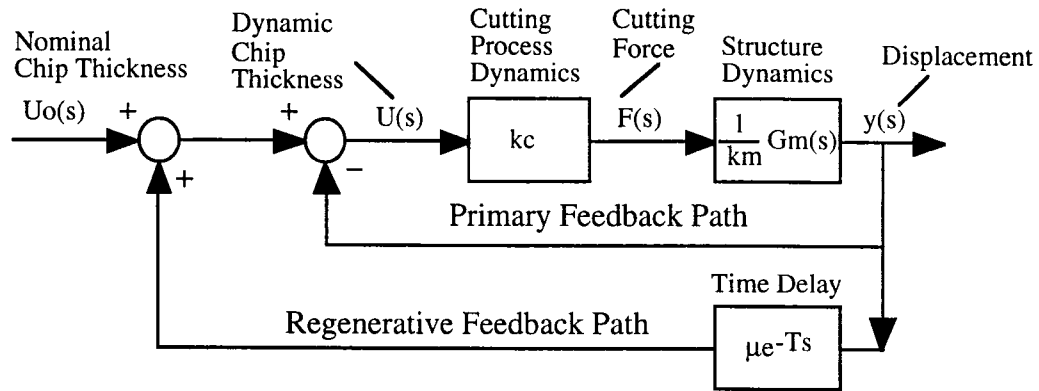 Nominal
Chip Thickness
Uo(s)
+
+
Dynamic
Chip
Thickness
+
−
U(s)
Cutting
Process
Dynamics
kc
Cutting
Force
F(s)
Structure
Dynamics
1
km
Gm(s)
Displacement
y(s)
Primary Feedback Path
Time Delay
Regenerative Feedback Path
μe-Ts